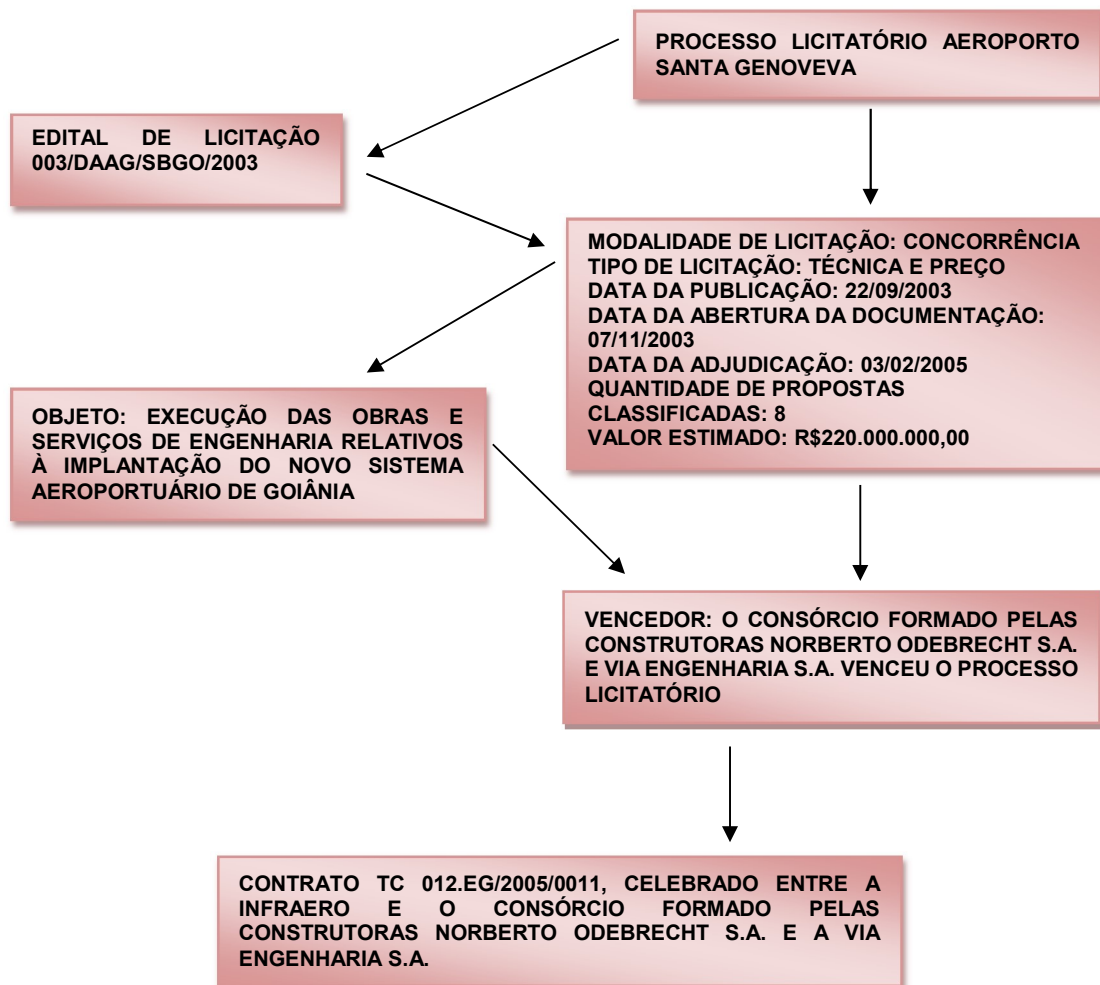 PROCESSO LICITATÓRIO AEROPORTO
SANTA GENOVEVA
EDITAL DE LICITAÇÃO
003/DAAG/SBGO/2003
MODALIDADE DE LICITAÇÃO: CONCORRÊNCIA
TIPO DE LICITAÇÃO: TÉCNICA E PREÇO
DATA DA PUBLICAÇÃO: 22/09/2003
DATA DA ABERTURA DA DOCUMENTAÇÃO:
07/11/2003
DATA DA ADJUDICAÇÃO: 03/02/2005
QUANTIDADE DE PROPOSTAS
CLASSIFICADAS: 8
VALOR ESTIMADO: R$220.000.000,00
OBJETO: EXECUÇÃO DAS OBRAS E
SERVIÇOS DE ENGENHARIA RELATIVOS
À IMPLANTAÇÃO DO NOVO SISTEMA
AEROPORTUÁRIO DE GOIÂNIA
VENCEDOR: O CONSÓRCIO FORMADO PELAS
CONSTRUTORAS NORBERTO ODEBRECHT S.A.
E VIA ENGENHARIA S.A. VENCEU O PROCESSO
LICITATÓRIO
CONTRATO TC 012.EG/2005/0011, CELEBRADO ENTRE A
INFRAERO E O CONSÓRCIO FORMADO PELAS
CONSTRUTORAS NORBERTO ODEBRECHT S.A. E A VIA
ENGENHARIA S.A.